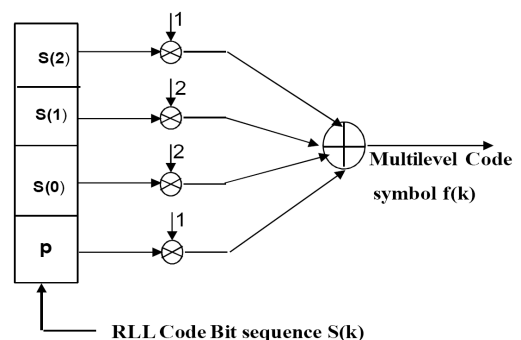 1
S(2)
2
S(1)
2
S(0)
1
p
Multilevel Code
symbol f(k)
RLL Code Bit sequence S(k)